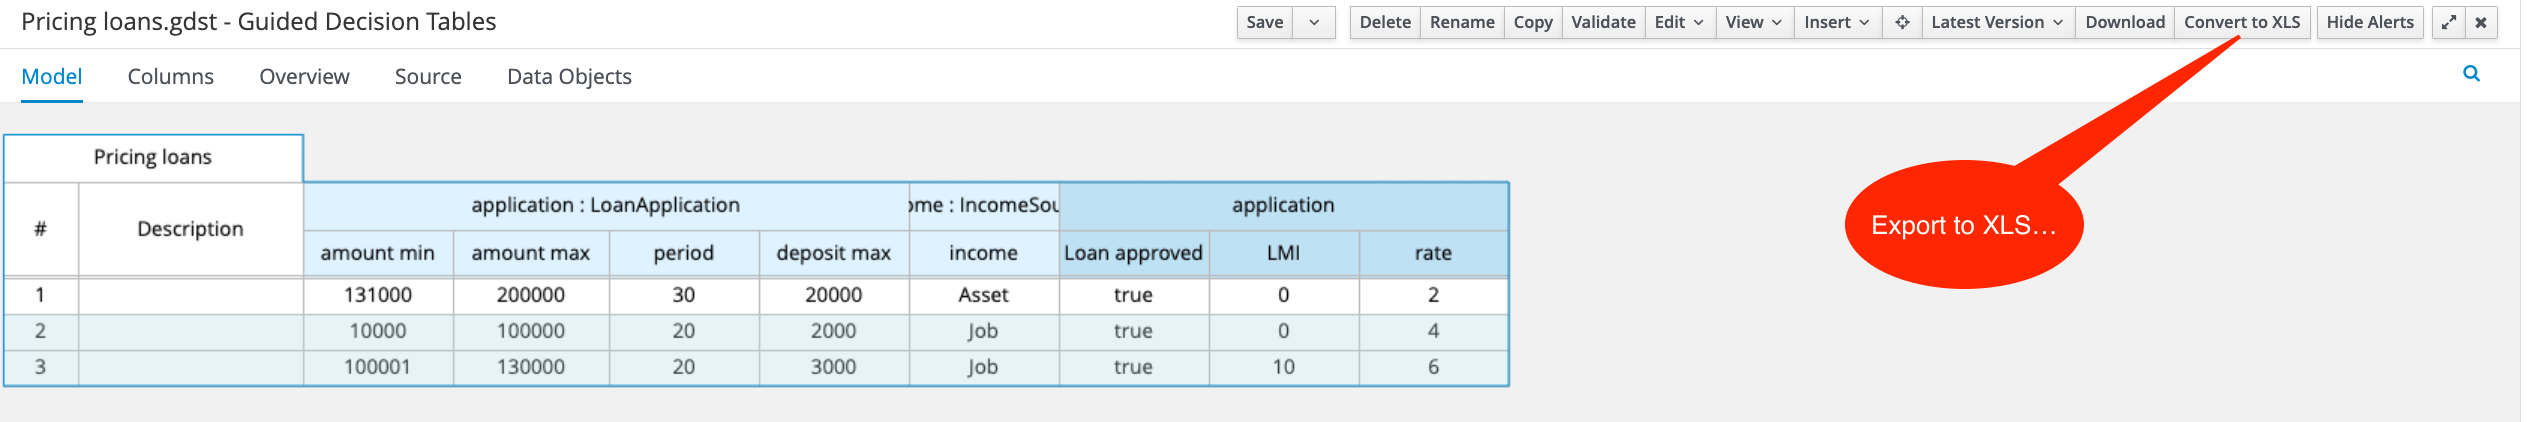 Pricing loans.gdst - Guided Decision Tables
Save Delete Rename Copy Validate Edit View Insert Latest Version Download Convert to XLS Hide Alerts
Model Columns Overview Source Data Objects
Pricing loans
# Description application : LoanApplication ome : IncomeSou application
amount min amount max period deposit max income Loan approved LMI rate
1 131000 200000 30 20000 Asset true 0 2
2 10000 100000 20 2000 Job true 0 4
3 100001 130000 20 3000 Job true 10 6
Export to XLS...